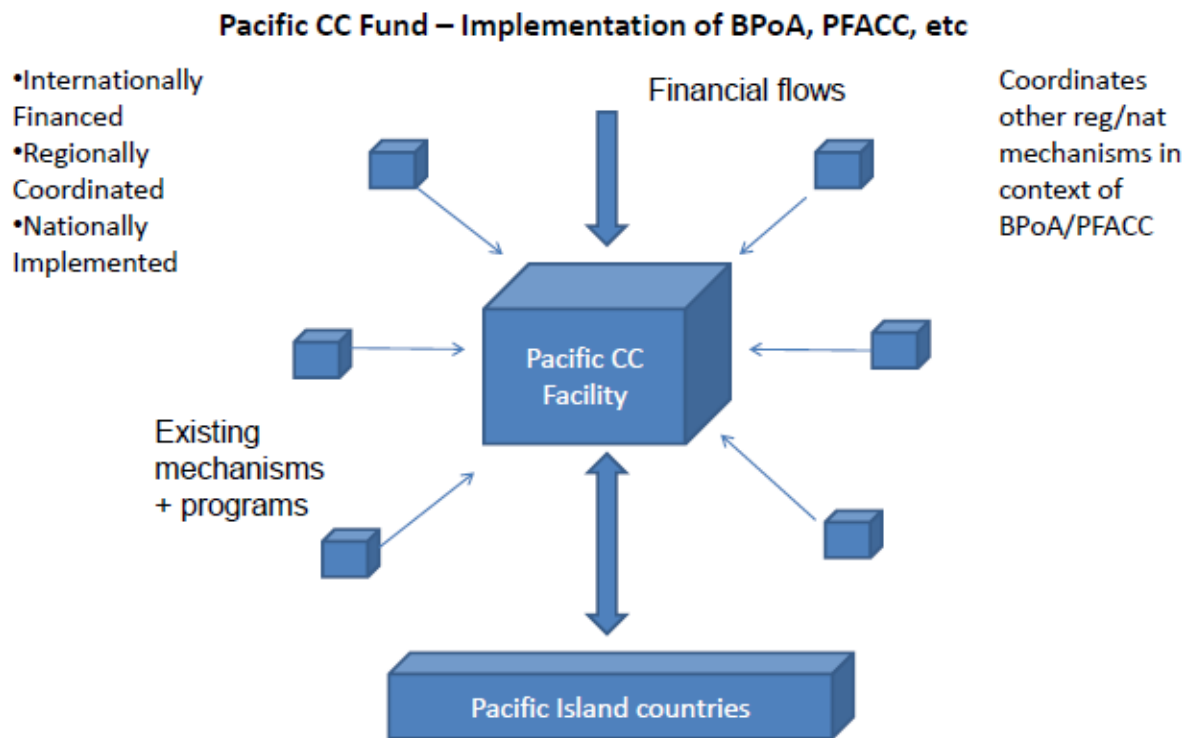 Pacific CC Fund – Implementation of BPoA, PFACC, etc
•Internationally
Financed
•Regionally
Coordinated
•Nationally
Implemented
Financial flows
Coordinates
other reg/nat
mechanisms in
context of
BPoA/PFACC
Pacific CC
Facility
Existing
mechanisms
+ programs
Pacific Island countries